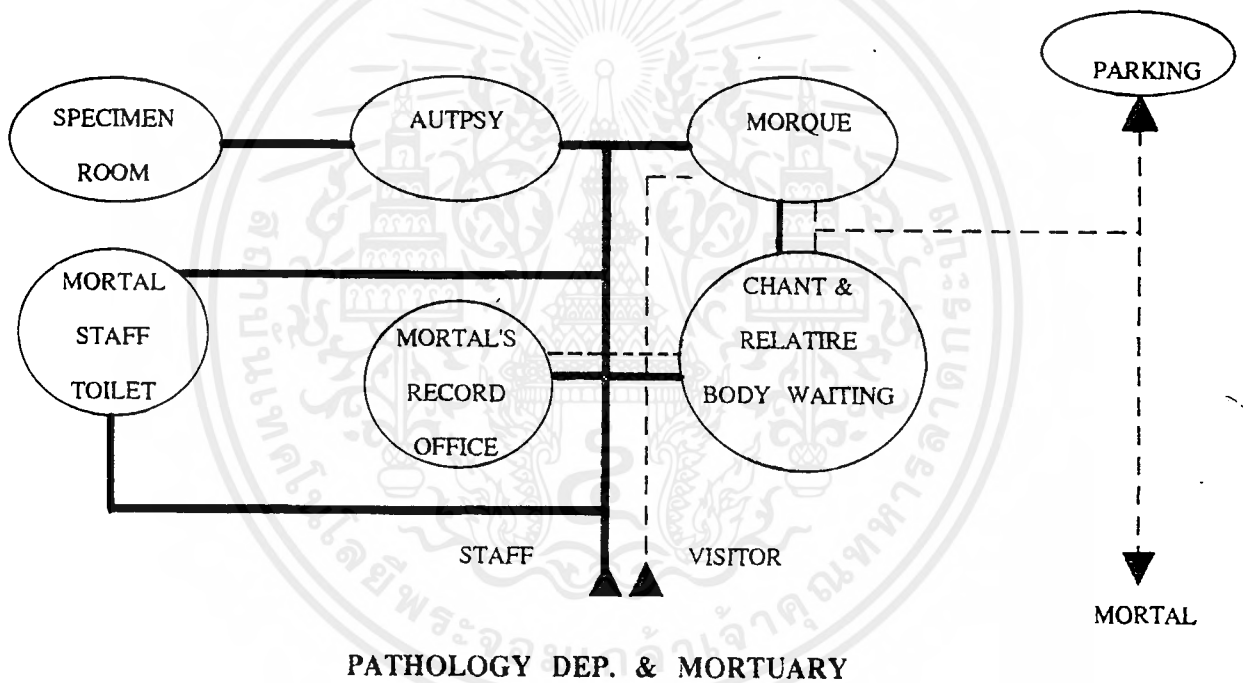 PARKING
SPECIMEN
ROOM
AUTPSY
MORQUE
MORTAL
STAFF
TOILET
MORTAL'S
RECORD
OFFICE
CHANT &
RELATIRE
BODY WAITING
STAFF
VISITOR
MORTAL
PATHOLOGY DEP. & MORTUARY